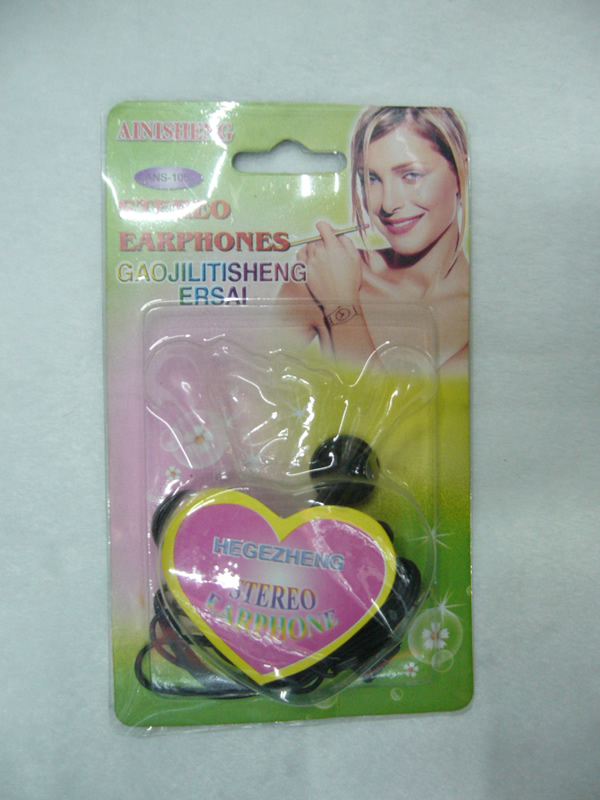 AINISHENG
STEREO
EARPHONES
GAOJILITISHENG
ERSAI
HEGEZHENG
STEREO
EARPHONE